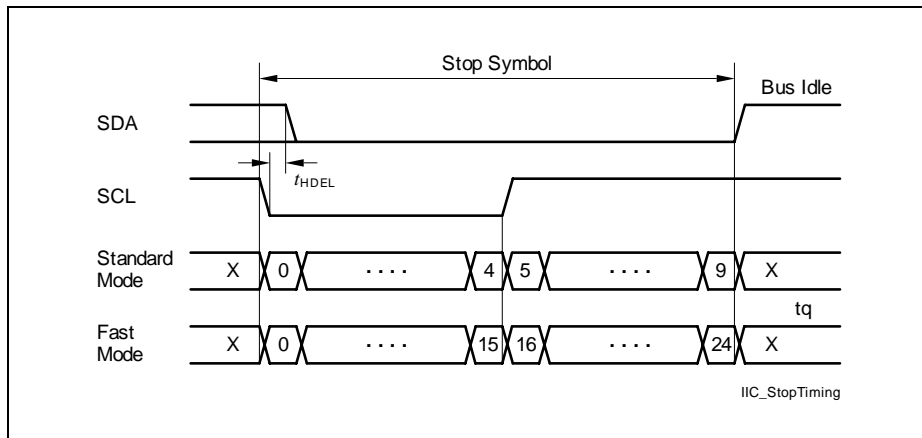 Stop Symbol
Bus Idle
SDA
tHDEL
SCL
Standard
Mode
X 0 .... 4 5 .... 9 X
tq
Fast
Mode
X 0 .... 15 16 .... 24 X
IIC_StopTiming